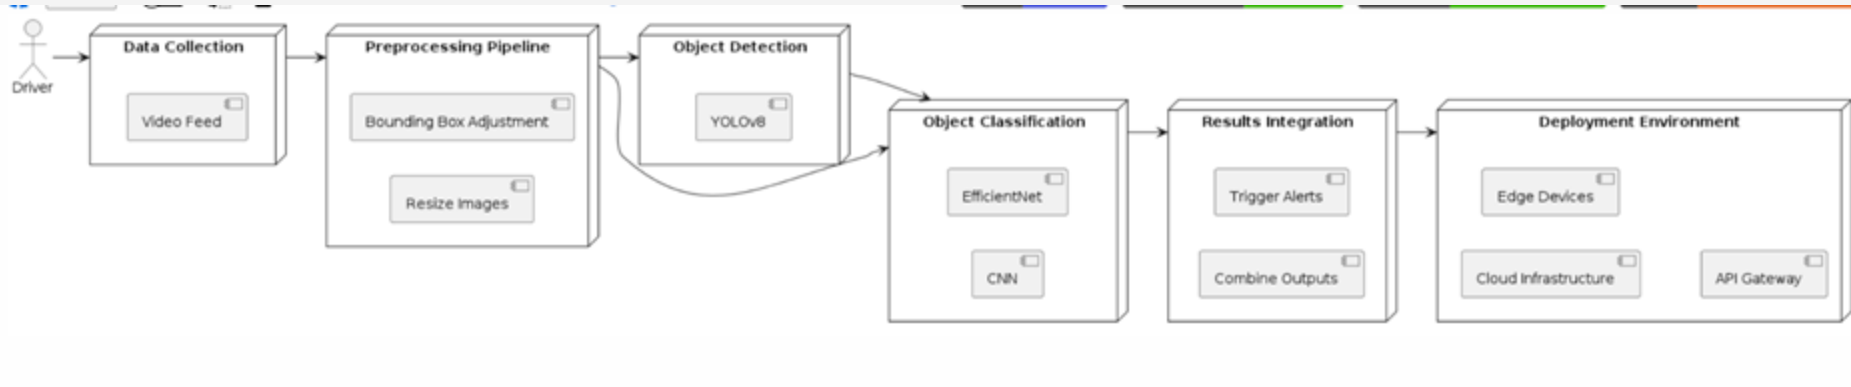 Driver
Data Collection
Video Feed
Preprocessing Pipeline
Bounding Box Adjustment
Resize Images
Object Detection
YOLOv8
Object Classification
EfficientNet
CNN
Results Integration
Trigger Alerts
Combine Outputs
Deployment Environment
Edge Devices
Cloud Infrastructure
API Gateway